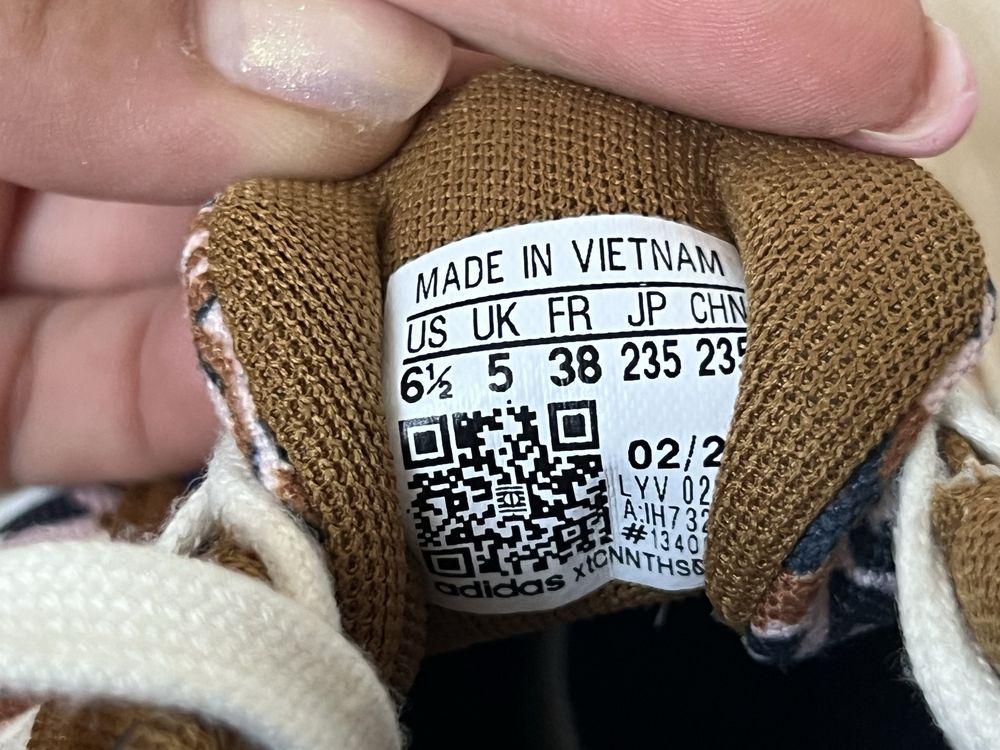 MADE IN VIETNAM
US UK FR JP CHN
6½ 5 38 235 235
02/2
LYV 02
A:IH732
#1340
adidas xtCNNTHS